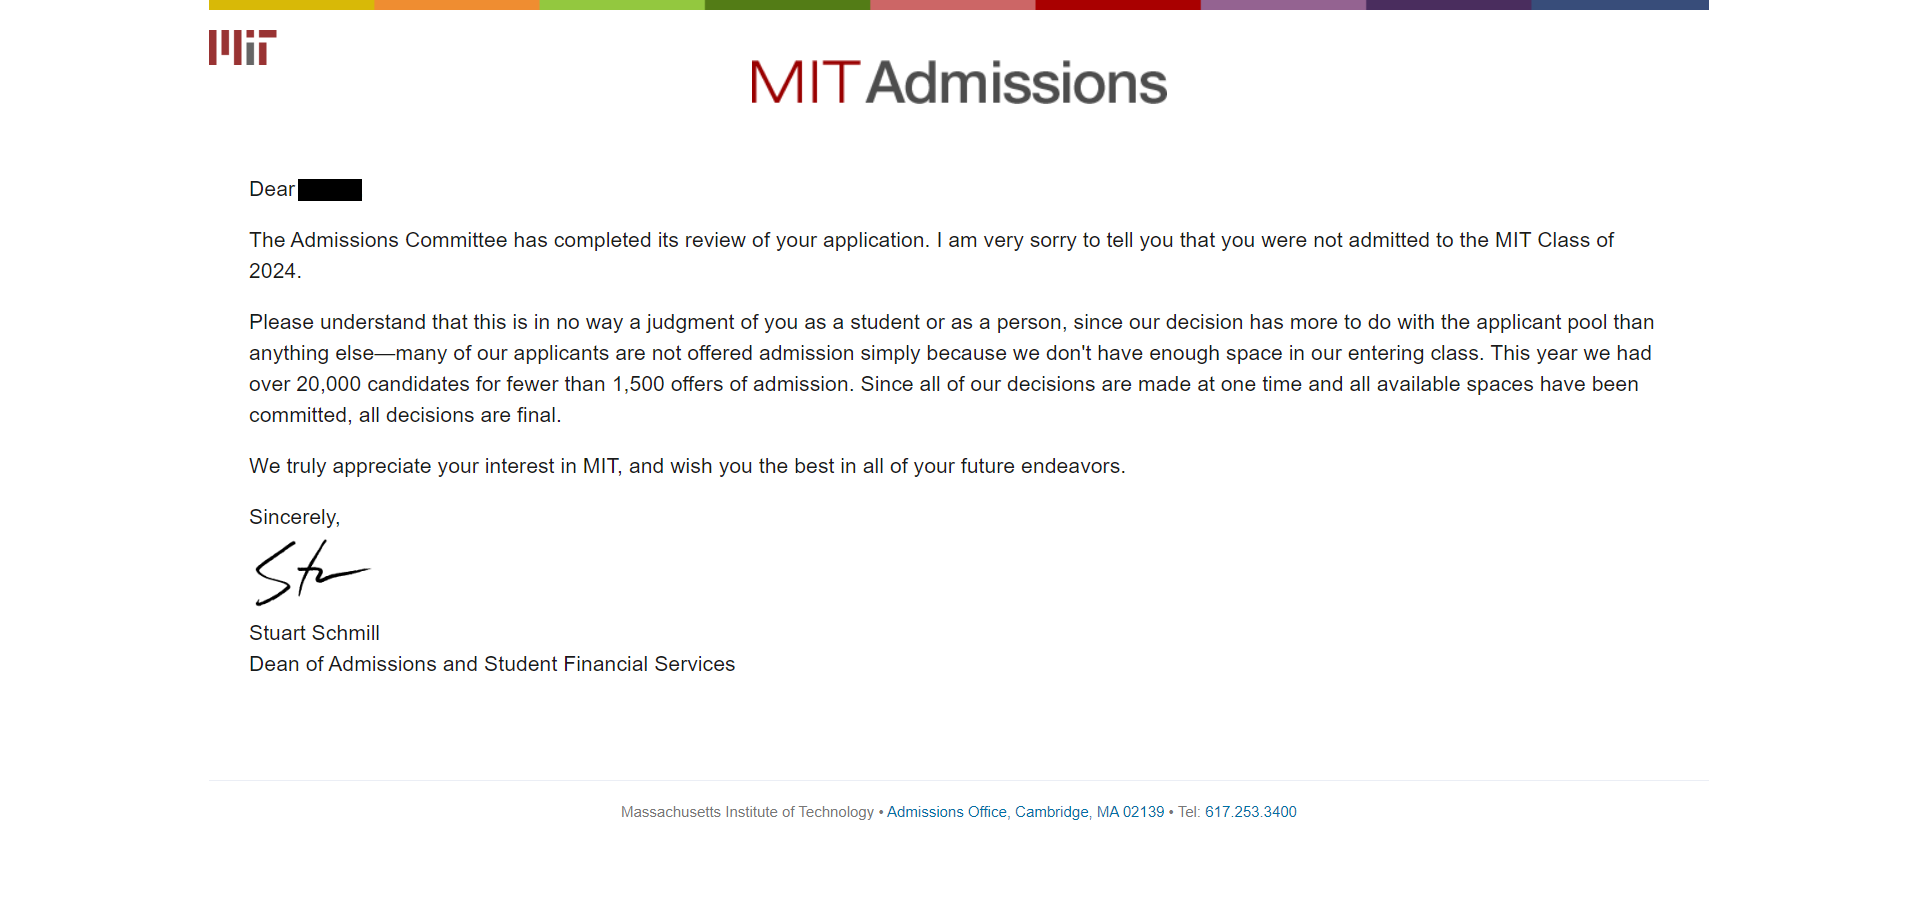 MIT
MIT Admissions
Dear
The Admissions Committee has completed its review of your application. I am very sorry to tell you that you were not admitted to the MIT Class of
2024.
Please understand that this is in no way a judgment of you as a student or as a person, since our decision has more to do with the applicant pool than
anything else—many of our applicants are not offered admission simply because we don't have enough space in our entering class. This year we had
over 20,000 candidates for fewer than 1,500 offers of admission. Since all of our decisions are made at one time and all available spaces have been
committed, all decisions are final.
We truly appreciate your interest in MIT, and wish you the best in all of your future endeavors.
Sincerely,
Stuart Schmill
Dean of Admissions and Student Financial Services
Massachusetts Institute of Technology • Admissions Office, Cambridge, MA 02139 • Tel: 617.253.3400